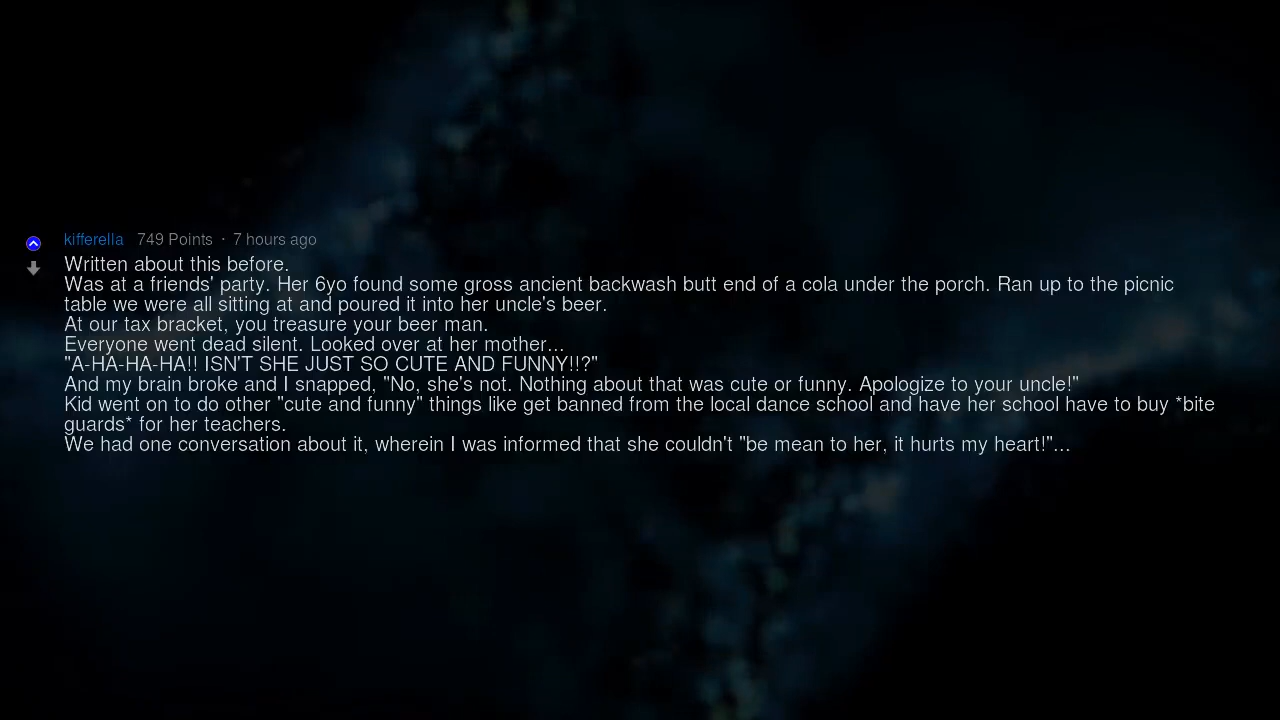 kifferella 749 Points · 7 hours ago
Written about this before.
Was at a friends' party. Her 6yo found some gross ancient backwash butt end of a cola under the porch. Ran up to the picnic
table we were all sitting at and poured it into her uncle's beer.
At our tax bracket, you treasure your beer man.
Everyone went dead silent. Looked over at her mother...
"A-HA-HA-HA!! ISN'T SHE JUST SO CUTE AND FUNNY!!?"
And my brain broke and I snapped, "No, she's not. Nothing about that was cute or funny. Apologize to your uncle!"
Kid went on to do other "cute and funny" things like get banned from the local dance school and have her school have to buy *bite
guards* for her teachers.
We had one conversation about it, wherein I was informed that she couldn't "be mean to her, it hurts my heart!"...